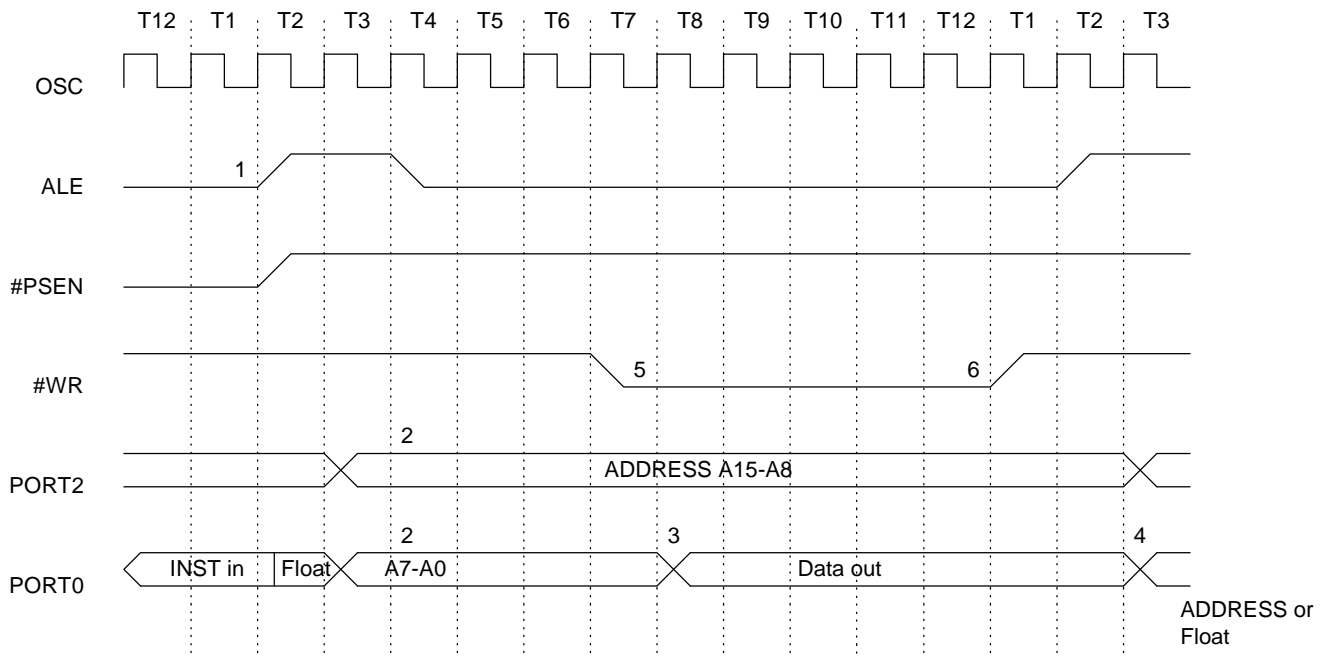 T12 T1 T2 T3 T4 T5 T6 T7 T8 T9 T10 T11 T12 T1 T2 T3
OSC
1
ALE
#PSEN
5 6
#WR
2
ADDRESS A15-A8
PORT2
2 3 4
INST in Float A7-A0 Data out
PORT0
ADDRESS or
Float